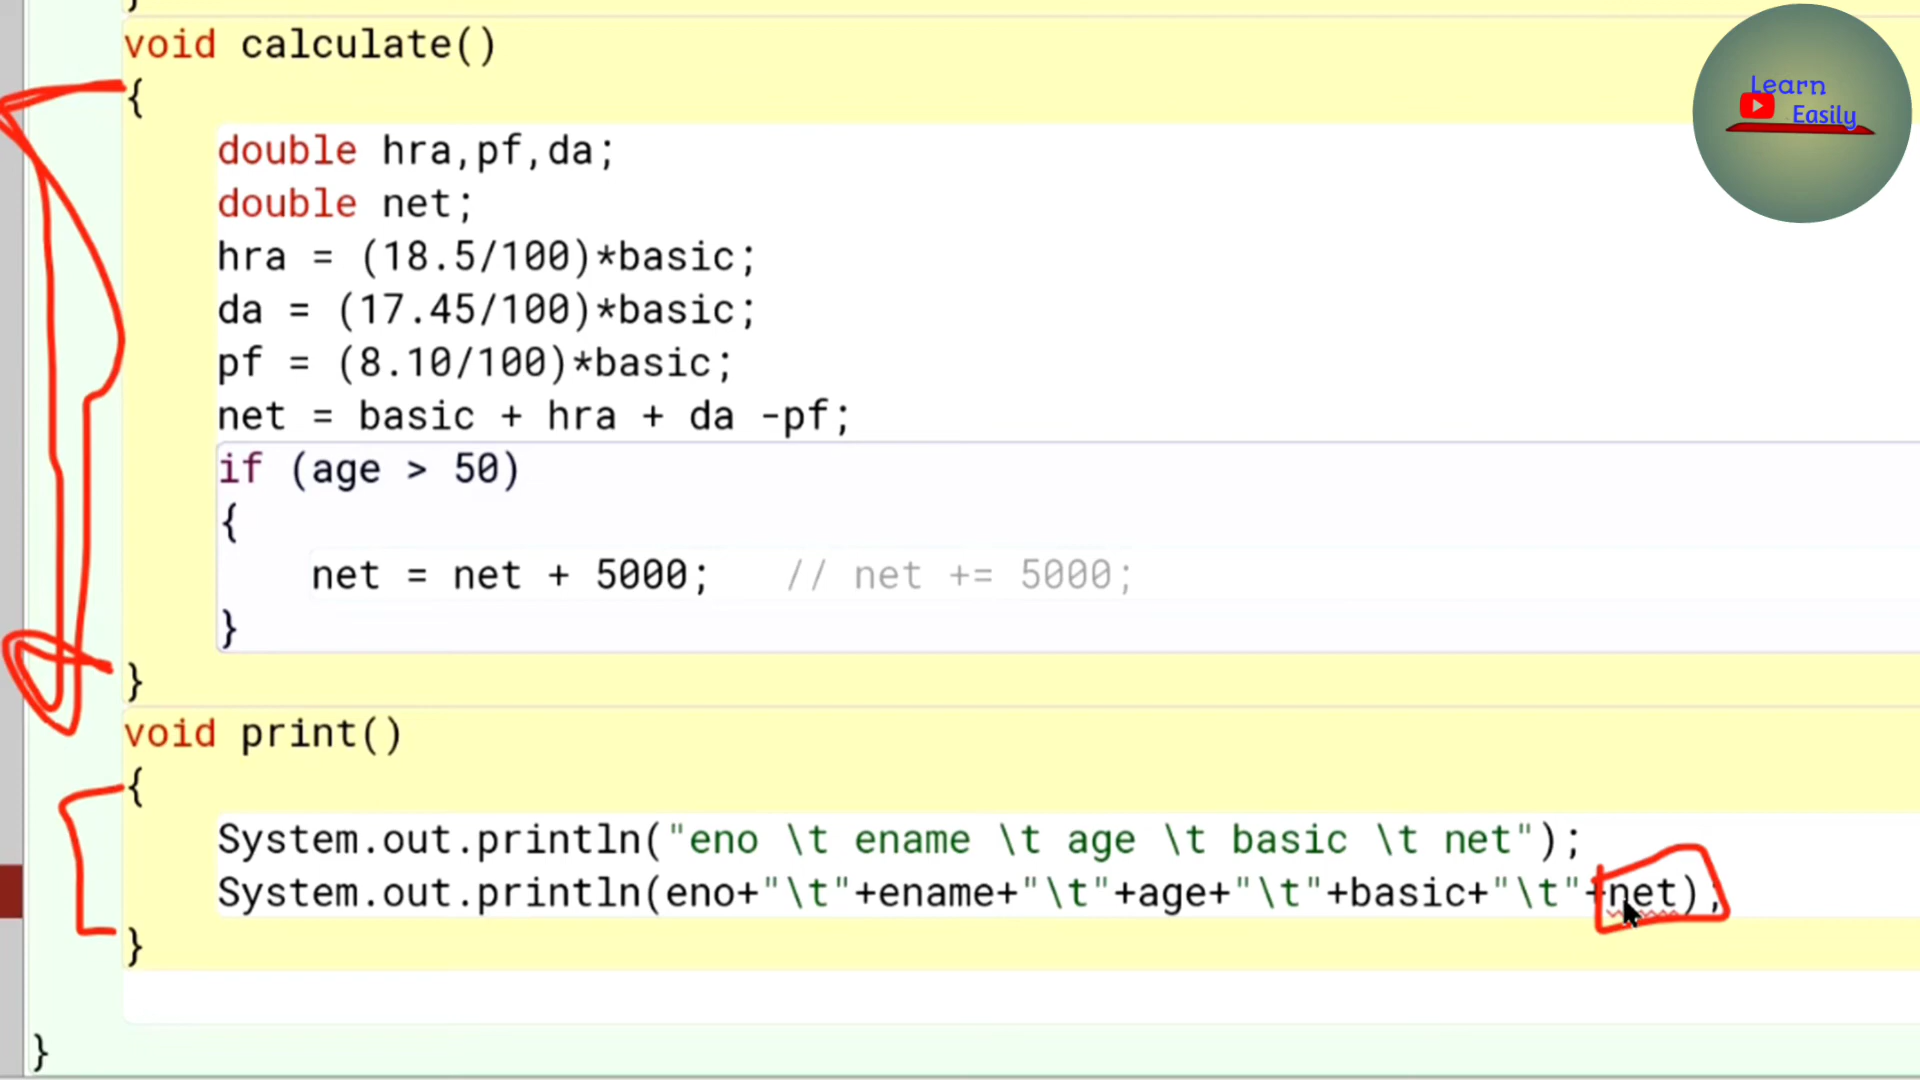 }
void calculate()
{
double hra,pf,da;
double net;
hra = (18.5/100)*basic;
da = (17.45/100)*basic;
pf = (8.10/100)*basic;
net = basic + hra + da -pf;
if (age > 50)
{
net = net + 5000;   // net += 5000;
}
}
void print()
{
System.out.println("eno \t ename \t age \t basic \t net");
System.out.println(eno+"\t"+ename+"\t"+age+"\t"+basic+"\t"+net);
}
}
Learn
Easily